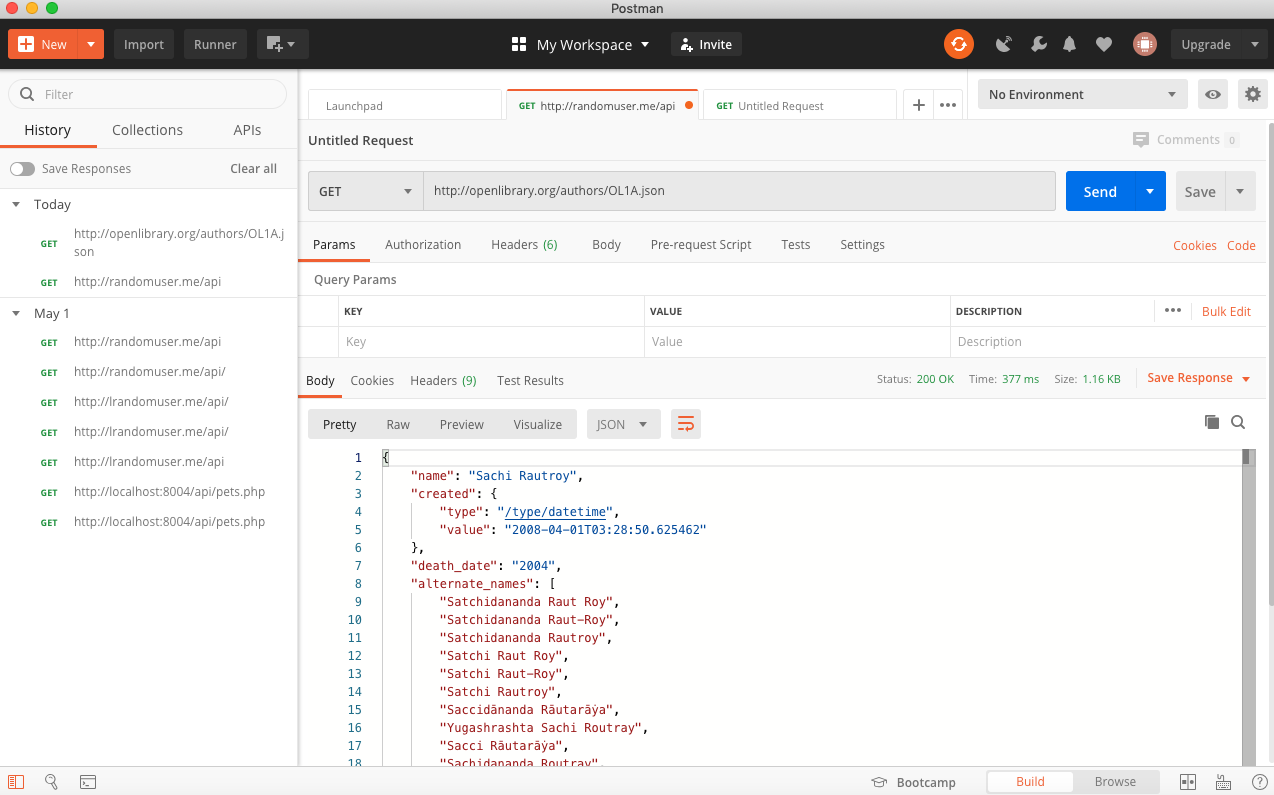 Postman
New
Import
Runner
My Workspace
Invite
Upgrade
Filter
History Collections APIs
Save Responses Clear all
Today
GET http://openlibrary.org/authors/OL1A.j
son
GET http://randomuser.me/api
May 1
GET http://randomuser.me/api
GET http://randomuser.me/api/
GET http://lrandomuser.me/api/
GET http://lrandomuser.me/api/
GET http://lrandomuser.me/api
GET http://localhost:8004/api/pets.php
GET http://localhost:8004/api/pets.php
Launchpad
GET http://randomuser.me/api
GET Untitled Request
No Environment
Untitled Request
Comments 0
GET http://openlibrary.org/authors/OL1A.json
Send
Save
Params Authorization Headers (6) Body Pre-request Script Tests Settings Cookies Code
Query Params
KEY VALUE DESCRIPTION Bulk Edit
Key Value Description
Body Cookies Headers (9) Test Results Status: 200 OK Time: 377 ms Size: 1.16 KB Save Response
Pretty Raw Preview Visualize JSON
1 {
2 "name": "Sachi Rautroy",
3 "created": {
4 "type": "/type/datetime",
5 "value": "2008-04-01T03:28:50.625462"
6 },
7 "death_date": "2004",
8 "alternate_names": [
9 "Satchidananda Raut Roy",
10 "Satchidananda Raut-Roy",
11 "Satchidananda Rautroy",
12 "Satchi Raut Roy",
13 "Satchi Raut-Roy",
14 "Satchi Rautroy",
15 "Saccidānanda Rāutarāẏa",
16 "Yugashrashta Sachi Routray",
17 "Sacci Rāutarāẏa",
18 "Sachidananda Routray",
Bootcamp Build Browse